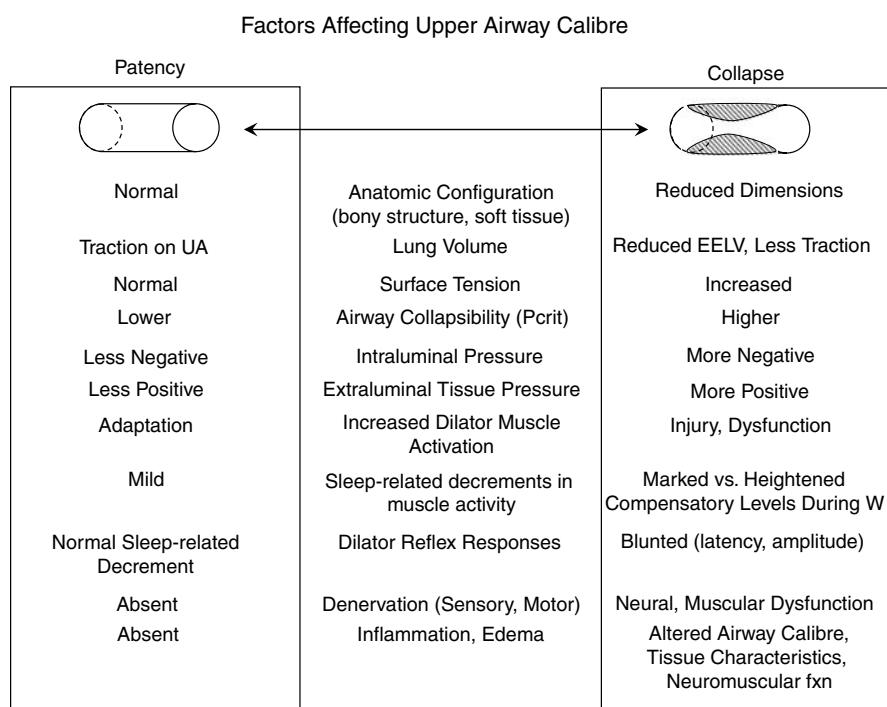 Factors Affecting Upper Airway Calibre
Patency
Collapse
Normal
Anatomic Configuration
(bony structure, soft tissue)
Reduced Dimensions
Traction on UA
Lung Volume
Reduced EELV, Less Traction
Normal
Surface Tension
Increased
Lower
Airway Collapsibility (Pcrit)
Higher
Less Negative
Intraluminal Pressure
More Negative
Less Positive
Extraluminal Tissue Pressure
More Positive
Adaptation
Increased Dilator Muscle
Activation
Injury, Dysfunction
Mild
Sleep-related decrements in
muscle activity
Marked vs. Heightened
Compensatory Levels During W
Normal Sleep-related
Decrement
Dilator Reflex Responses
Blunted (latency, amplitude)
Absent
Denervation (Sensory, Motor)
Neural, Muscular Dysfunction
Absent
Inflammation, Edema
Altered Airway Calibre,
Tissue Characteristics,
Neuromuscular fxn